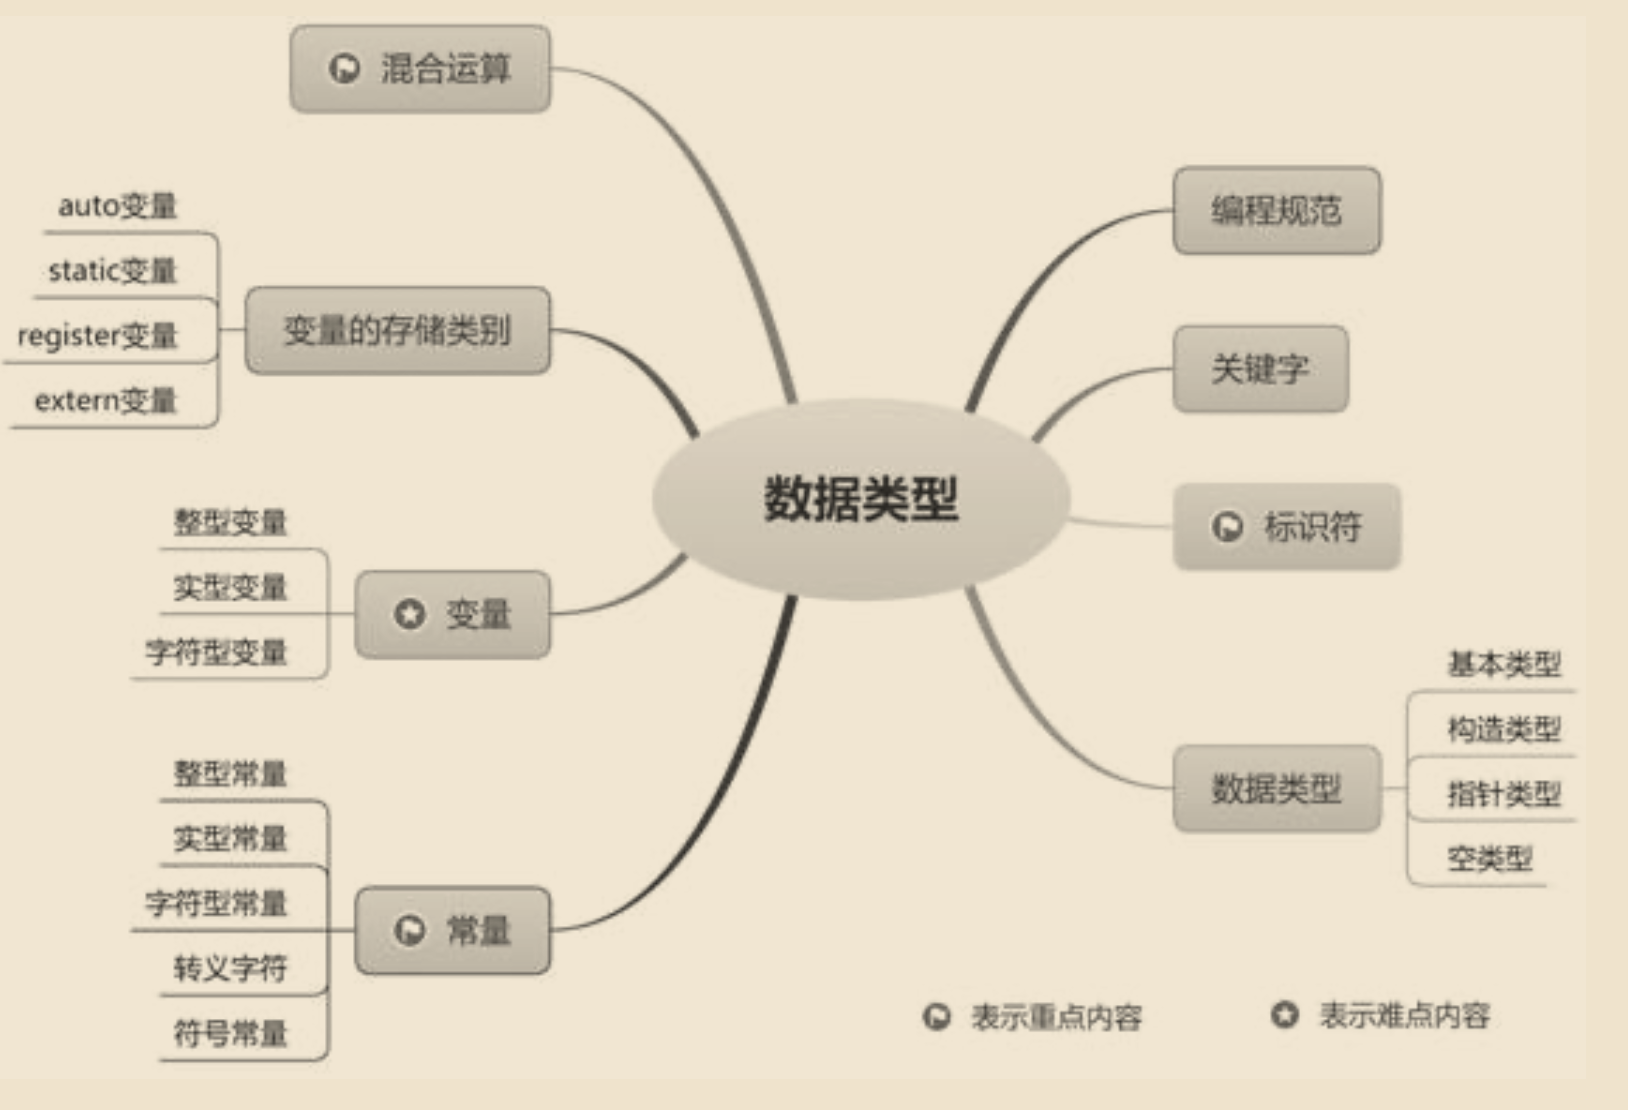 混合运算
auto变量
static变量
register变量
extern变量
变量的存储类别
整型变量
实型变量
字符型变量
变量
整型常量
实型常量
字符型常量
转义字符
符号常量
常量
数据类型
编程规范
关键字
标识符
数据类型
基本类型
构造类型
指针类型
空类型
表示重点内容
表示难点内容